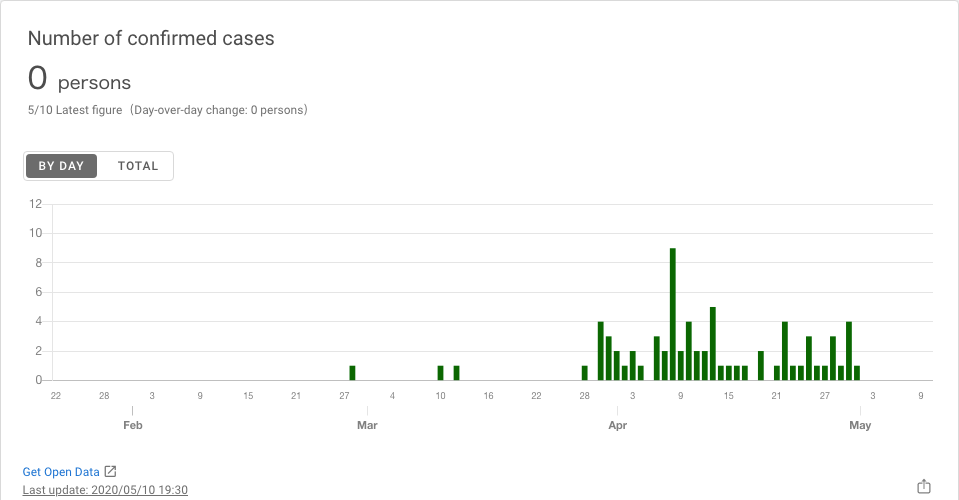 Number of confirmed cases
0 persons
5/10 Latest figure（Day-over-day change: 0 persons）
BY DAY TOTAL
12
10
8
6
4
2
0
22 28 3 9 15 21 27 4 10 16 22 28 3 9 15 21 27 3 9
Feb Mar Apr May
Get Open Data
Last update: 2020/05/10 19:30